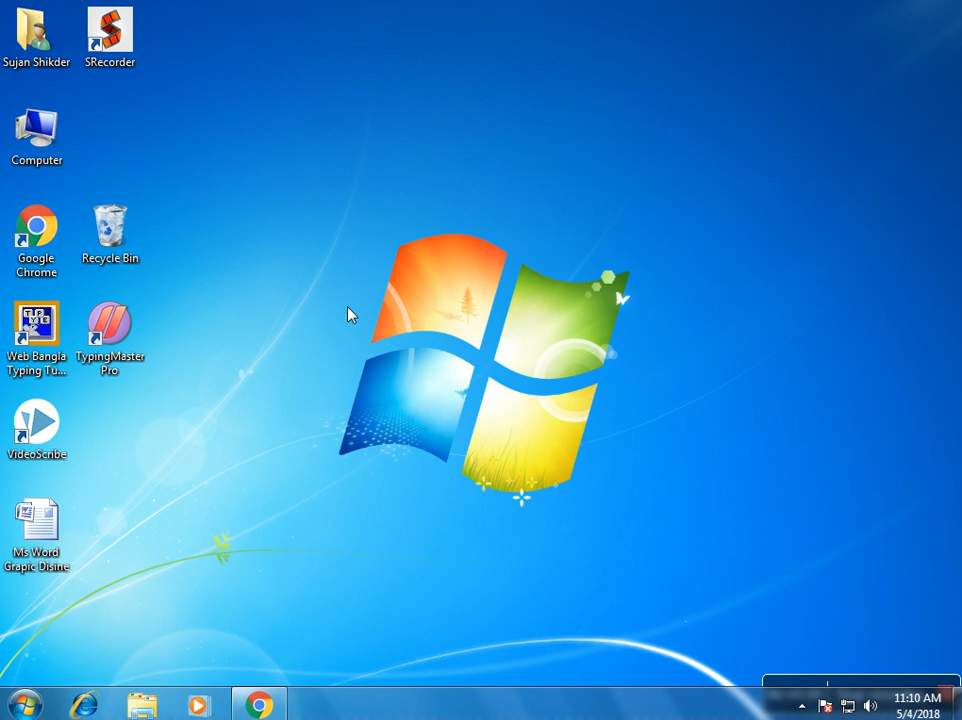 Sujan Shikder
SRecorder
Computer
Google
Chrome
Recycle Bin
Web Bangla
Typing Tu...
TypingMaster
Pro
VideoScribe
Ms Word
Grapic Disine
11:10 AM
5/4/2018